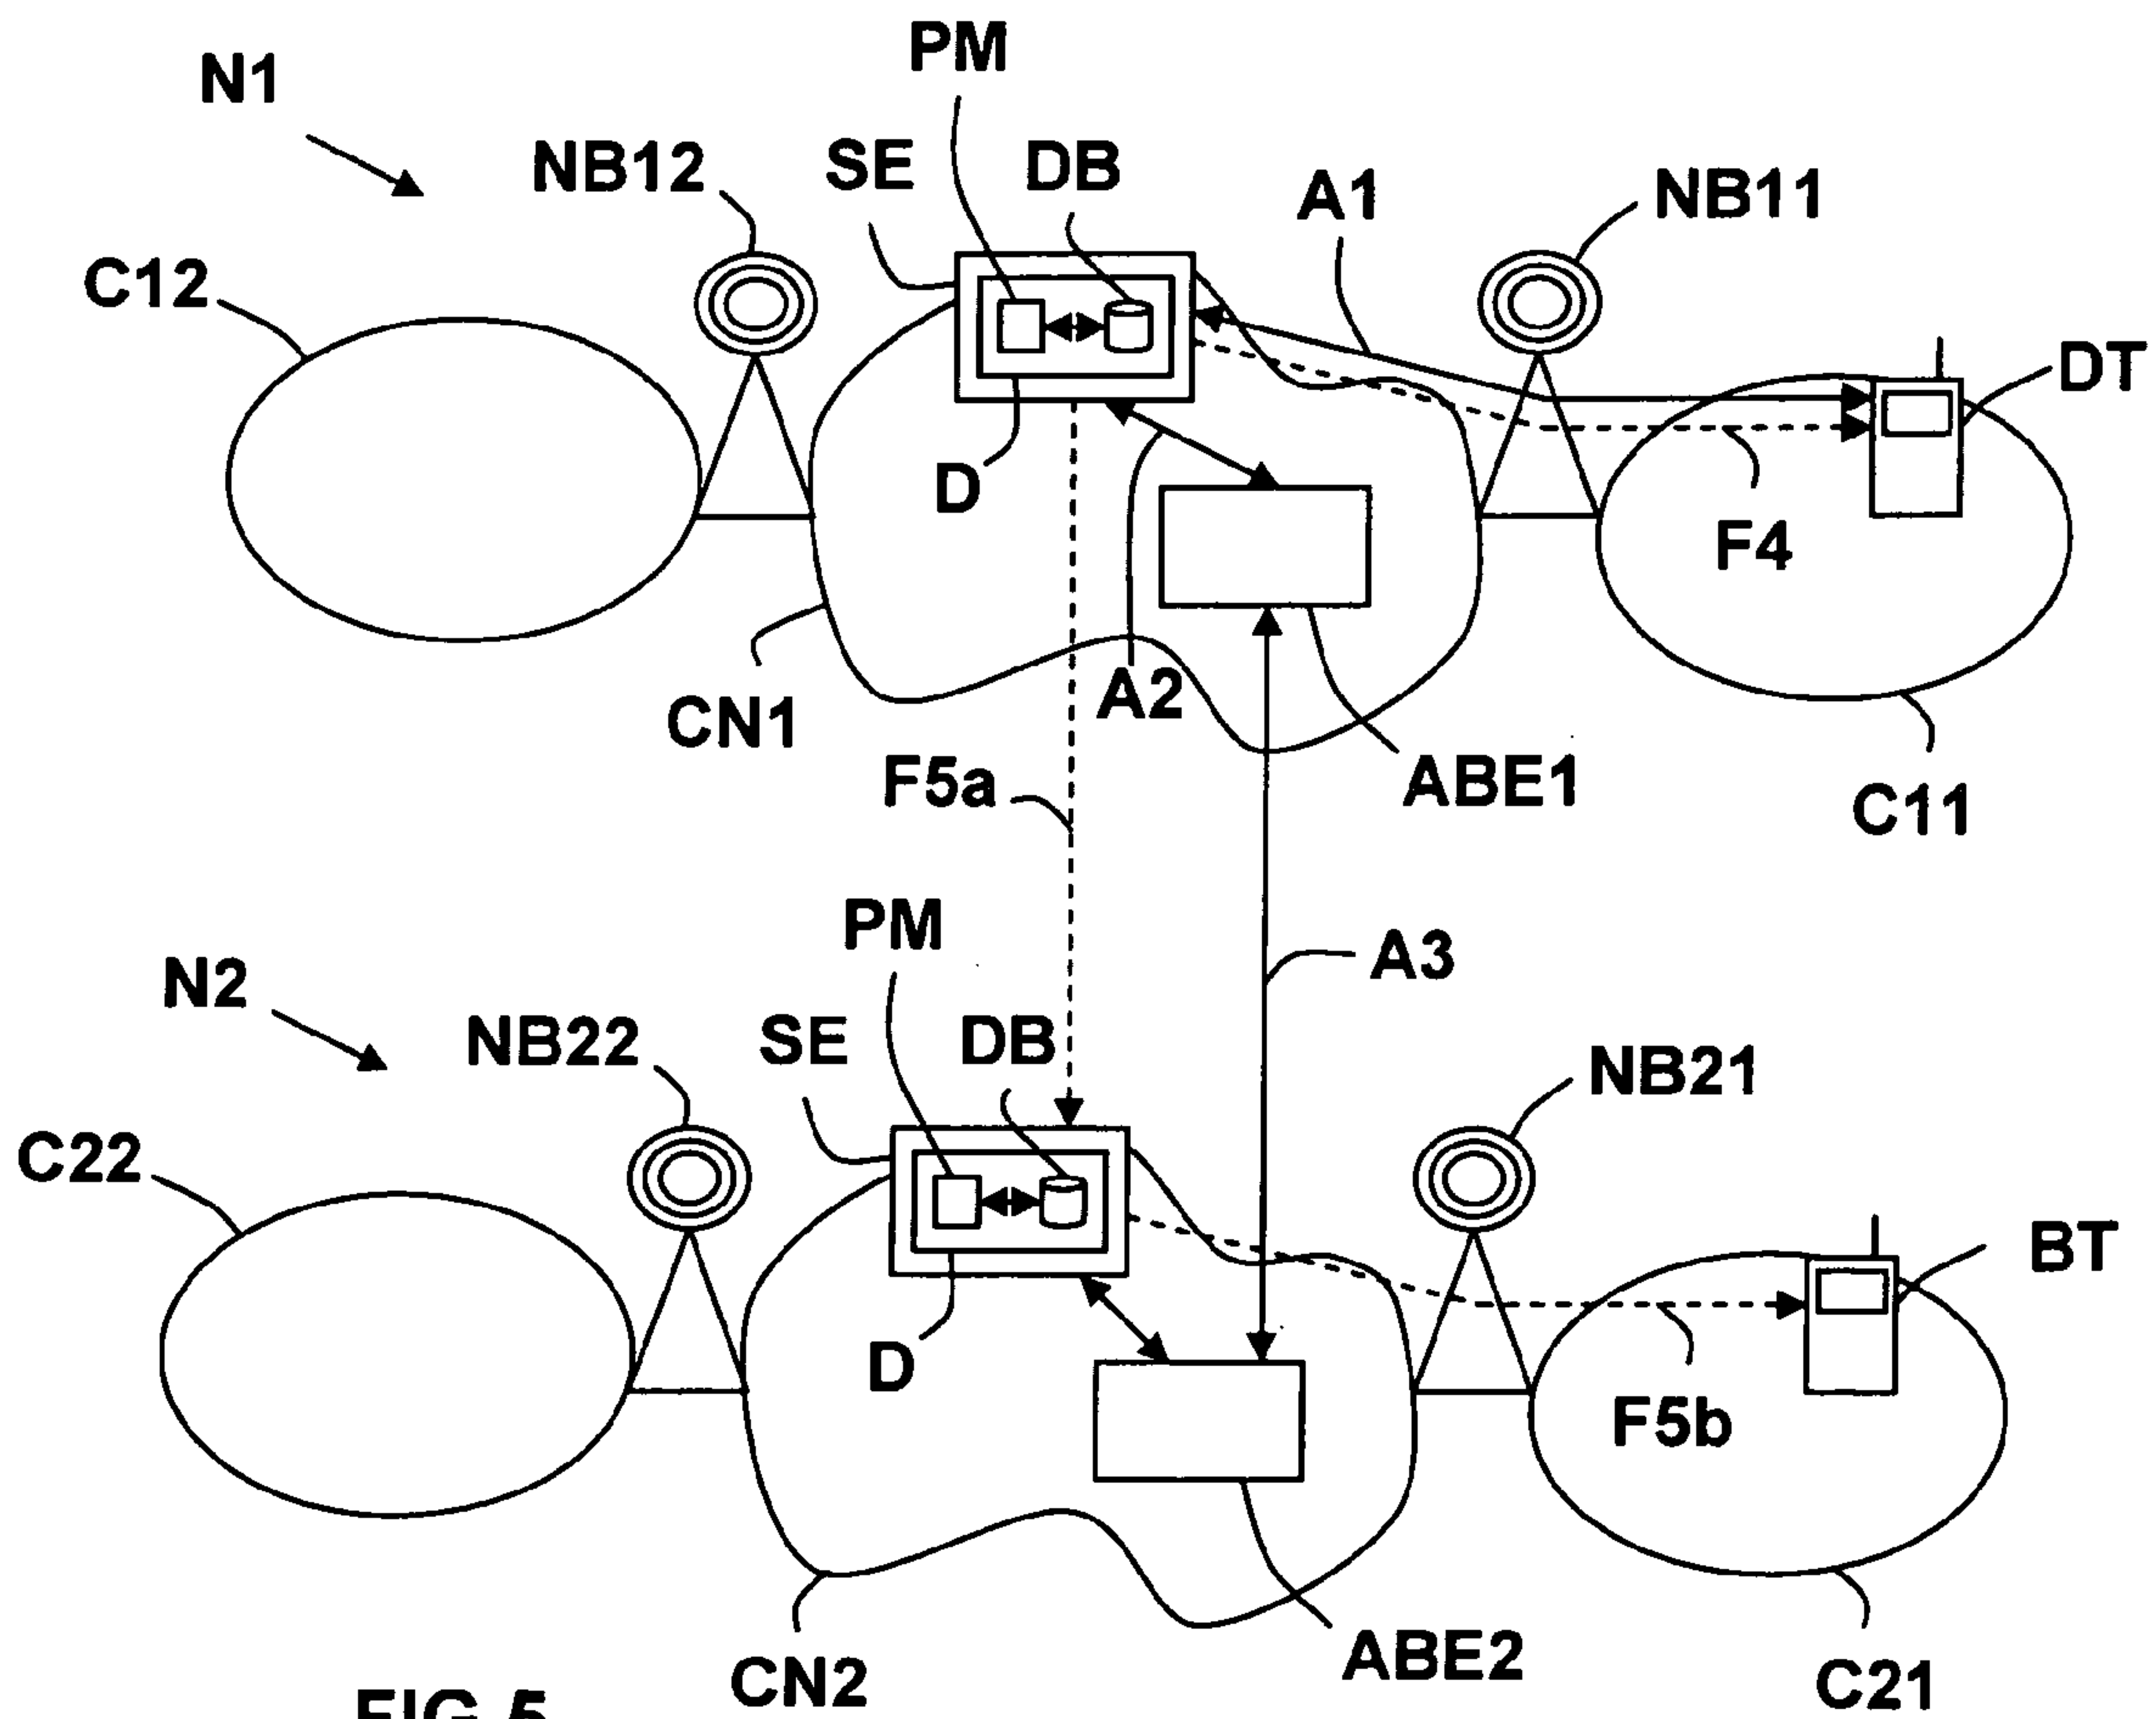 PM
N1
NB12
SE
DB
A1
NB11
C12
DT
D
F4
A2
CN1
F5a
ABE1
C11
PM
A3
N2
NB22
SE
DB
NB21
C22
BT
D
F5b
ABE2
CN2
C21
FIG.5